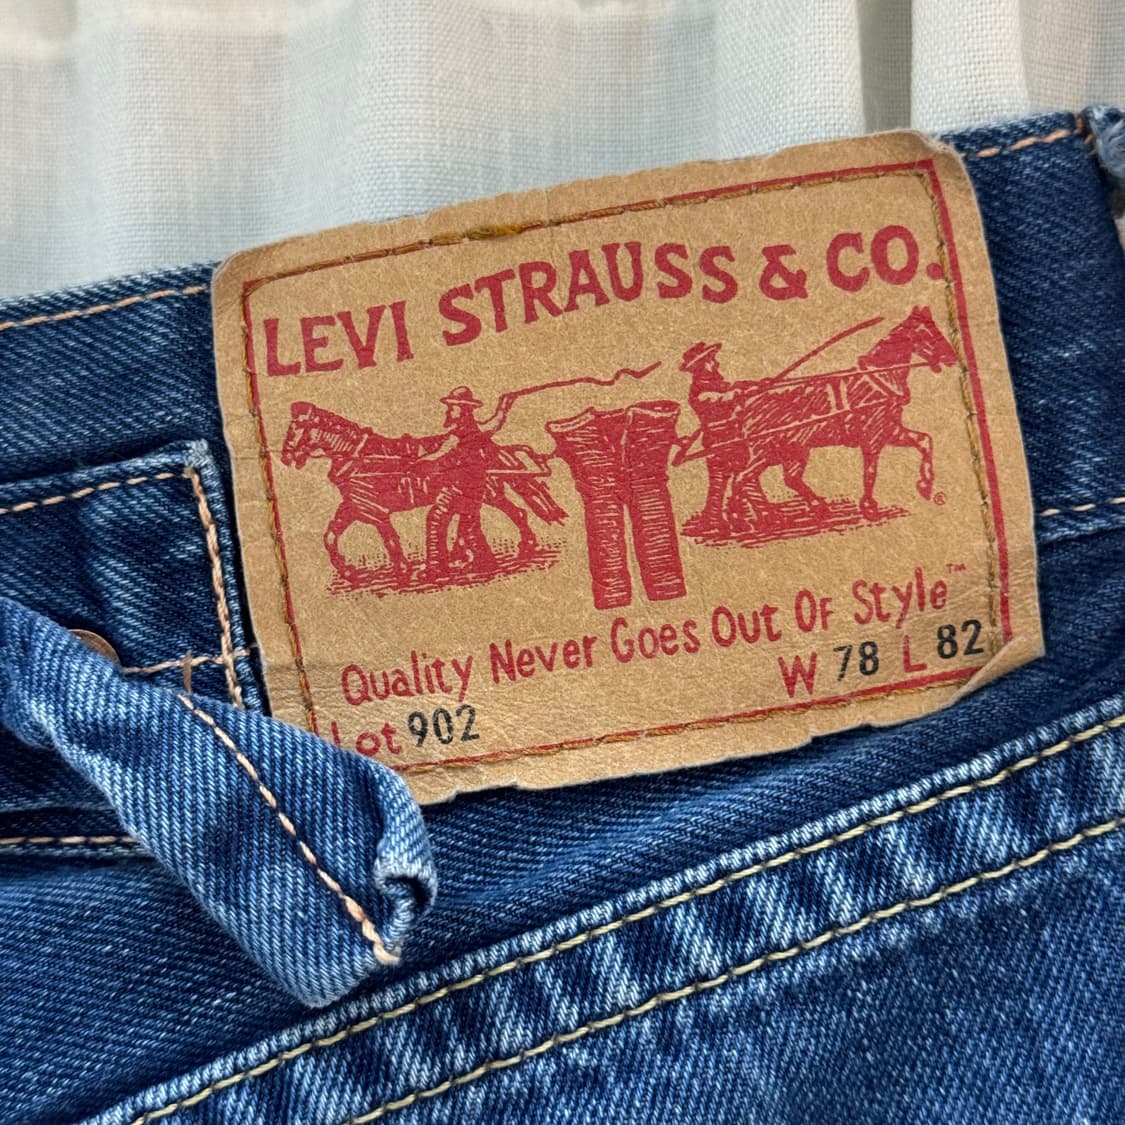 LEVI STRAUSS & CO.
®
Quality Never Goes Out Of Style™
W 78 L 82
Lot 902